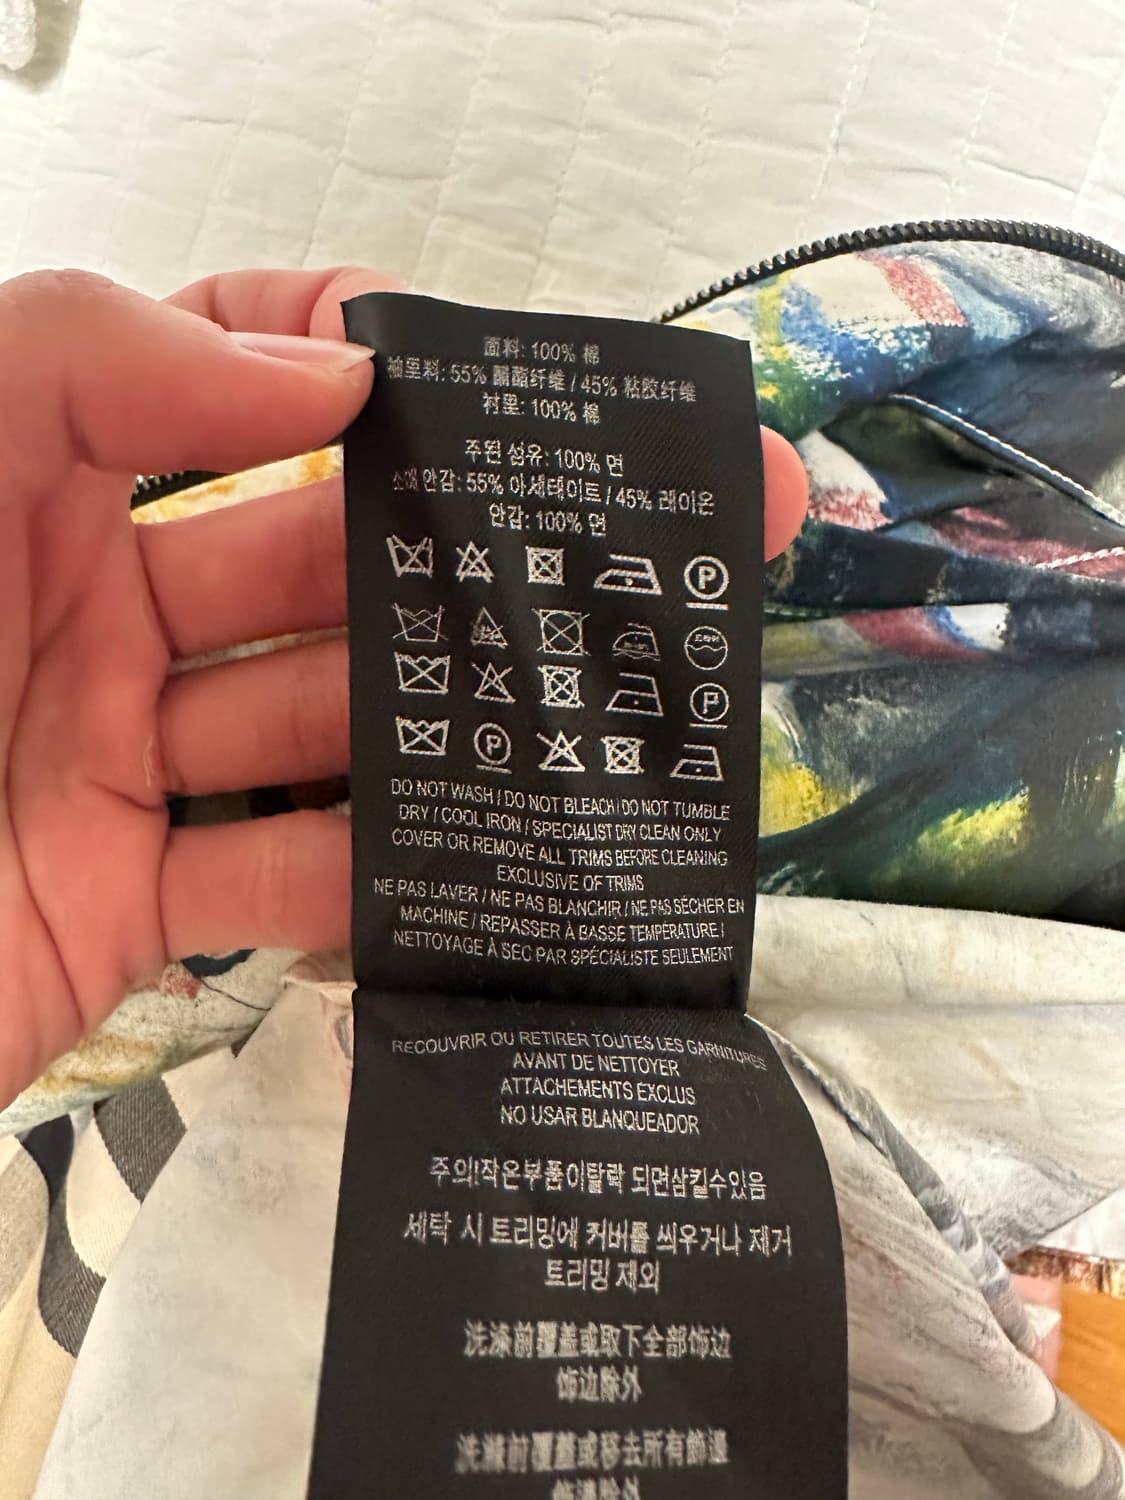 面料: 100% 棉
袖里料: 55% 醋酯纤维 / 45% 粘胶纤维
衬里: 100% 棉
주원 섬유: 100% 면
소매 안감: 55% 아세테이트 / 45% 레이온
안감: 100% 면
P
P
P
DO NOT WASH / DO NOT BLEACH / DO NOT TUMBLE
DRY / COOL IRON / SPECIALIST DRY CLEAN ONLY
COVER OR REMOVE ALL TRIMS BEFORE CLEANING
EXCLUSIVE OF TRIMS
NE PAS LAVER / NE PAS BLANCHIR / NE PAS SÉCHER EN
MACHINE / REPASSER À BASSE TEMPÉRATURE /
NETTOYAGE À SEC PAR SPÉCIALISTE SEULEMENT
RECOUVRIR OU RETIRER TOUTES LES GARNITURES
AVANT DE NETTOYER
ATTACHEMENTS EXCLUS
NO USAR BLANQUEADOR
주의!작은부품이탈락 되면삼킬수있음
세탁 시 트리밍에 커버를 씌우거나 제거
트리밍 제외
洗涤前覆盖或取下全部饰边
饰边除外
洗滌前覆蓋或移去所有飾邊